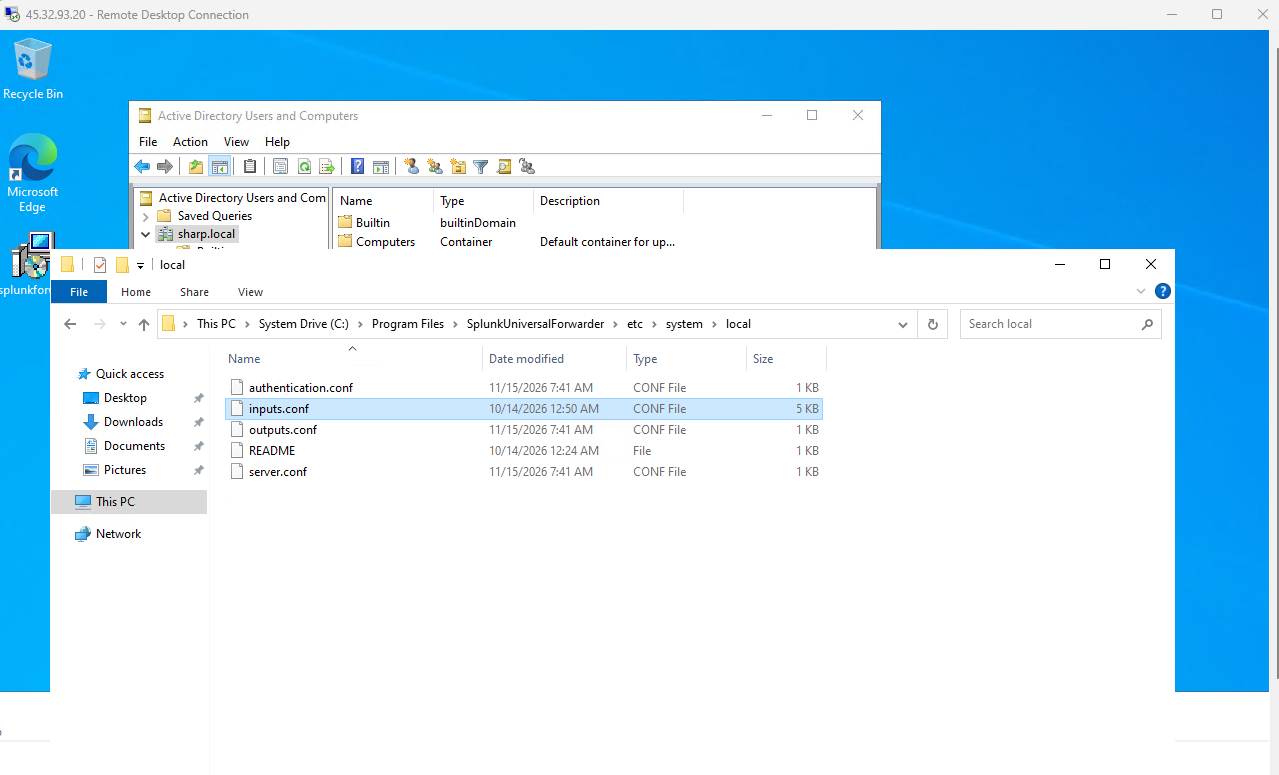 45.32.93.20 - Remote Desktop Connection
Recycle Bin
Microsoft
Edge
Active Directory Users and Computers
File Action View Help
Active Directory Users and Com
Saved Queries
sharp.local
Name Type Description
Builtin builtinDomain
Computers Container Default container for up...
splunkfor
local
File Home Share View
This PC System Drive (C:) Program Files SplunkUniversalForwarder etc system local
Search local
Quick access
Desktop
Downloads
Documents
Pictures
This PC
Network
Name Date modified Type Size
authentication.conf 11/15/2026 7:41 AM CONF File 1 KB
inputs.conf 10/14/2026 12:50 AM CONF File 5 KB
outputs.conf 11/15/2026 7:41 AM CONF File 1 KB
README 10/14/2026 12:24 AM File 1 KB
server.conf 11/15/2026 7:41 AM CONF File 1 KB